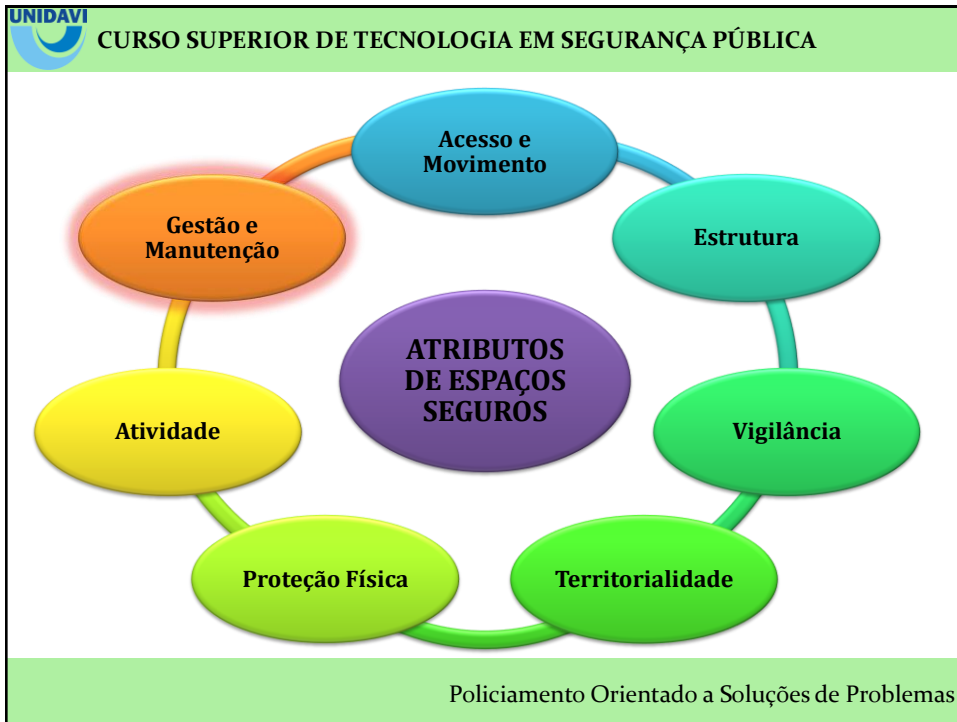 UNIDAVI
CURSO SUPERIOR DE TECNOLOGIA EM SEGURANÇA PÚBLICA
Acesso e
Movimento
Estrutura
Vigilância
Territorialidade
Proteção Física
Atividade
Gestão e
Manutenção
ATRIBUTOS
DE ESPAÇOS
SEGUROS
Policiamento Orientado a Soluções de Problemas